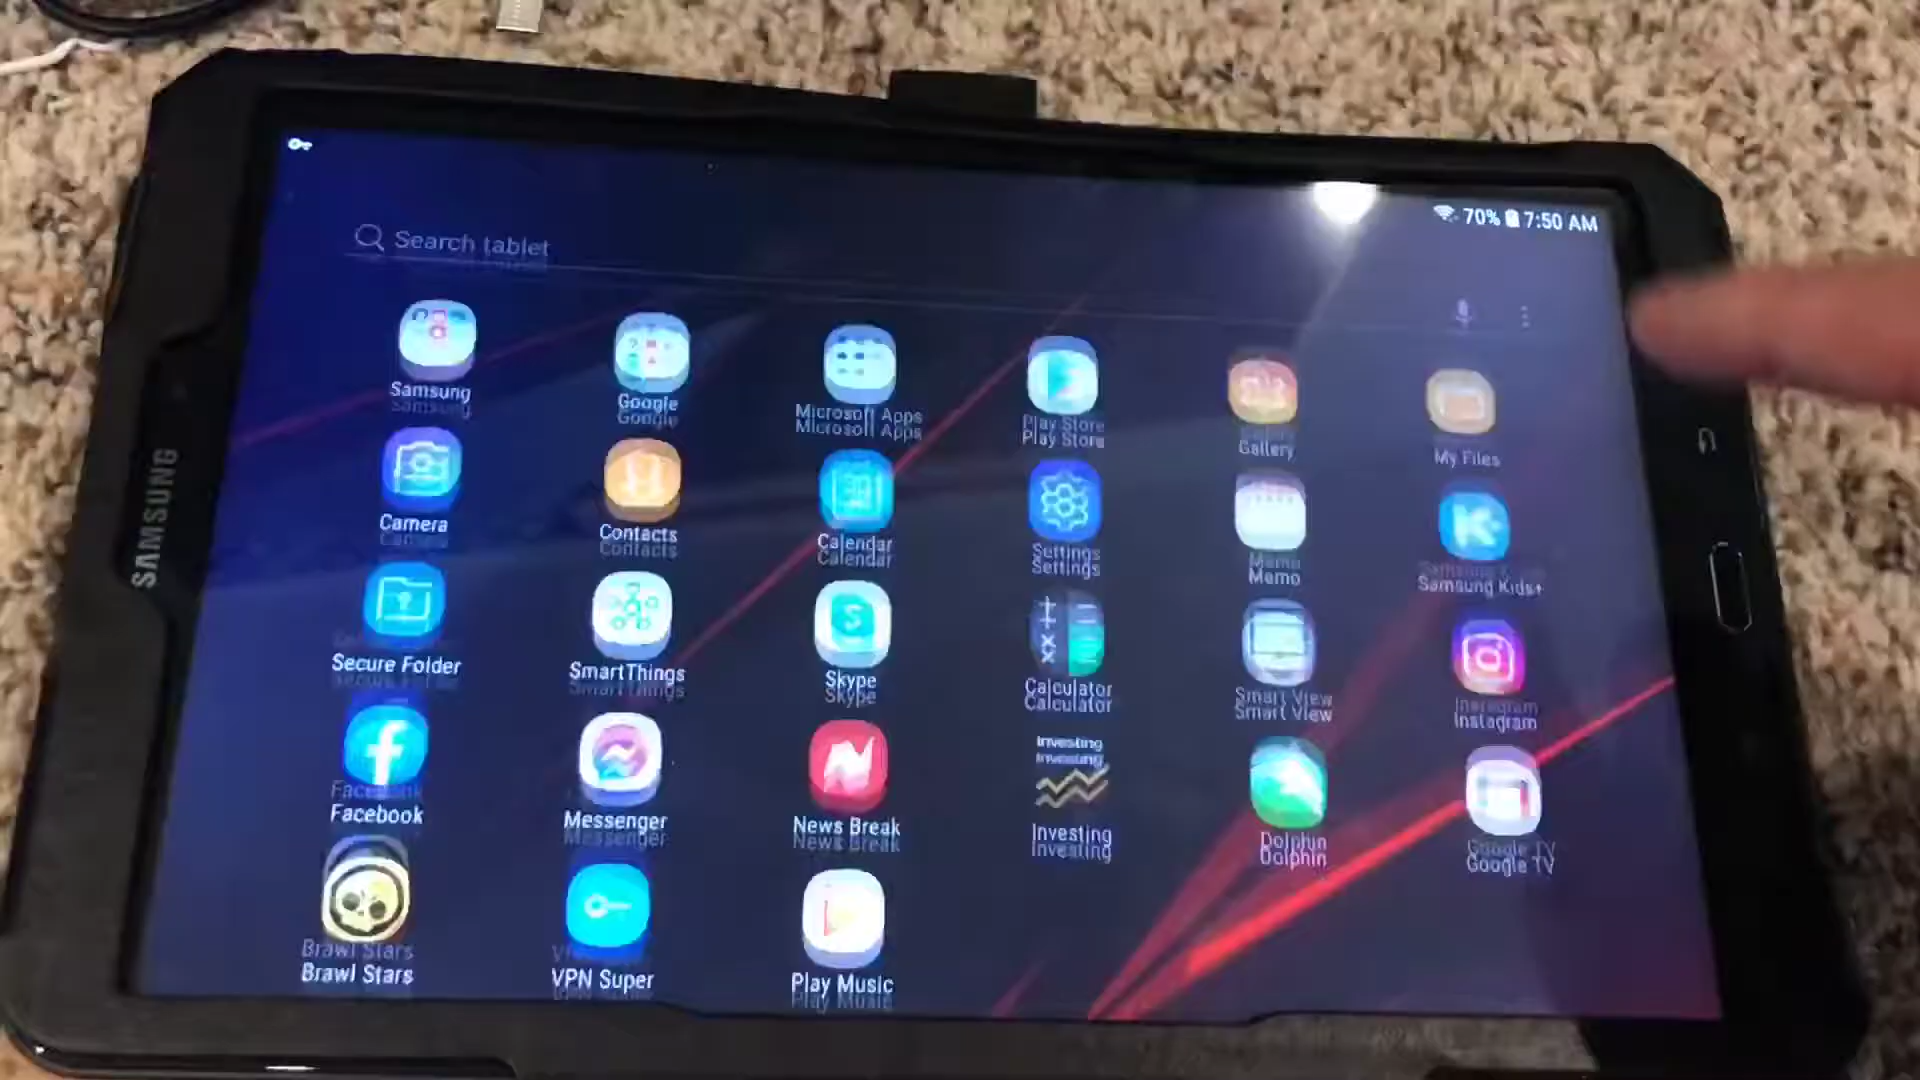 70% 7:50 AM
Search tablet
Samsung
Google
Microsoft Apps
Play Store
Gallery
My Files
Camera
Contacts
Calendar
Settings
Memo
Samsung Kids+
Secure Folder
SmartThings
Skype
Calculator
Smart View
Instagram
Facebook
Messenger
News Break
Investing
Investing
Dolphin
Google TV
Brawl Stars
VPN Super
Play Music
SAMSUNG